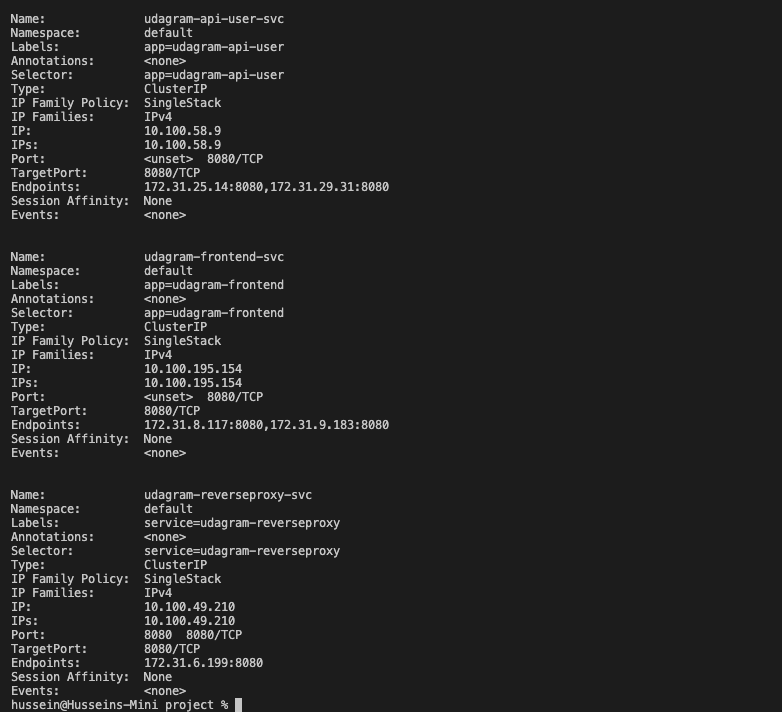 Name:              udagram-api-user-svc
Namespace:         default
Labels:            app=udagram-api-user
Annotations:       <none>
Selector:          app=udagram-api-user
Type:              ClusterIP
IP Family Policy:  SingleStack
IP Families:       IPv4
IP:                10.100.58.9
IPs:               10.100.58.9
Port:              <unset>  8080/TCP
TargetPort:        8080/TCP
Endpoints:         172.31.25.14:8080,172.31.29.31:8080
Session Affinity:  None
Events:            <none>

Name:              udagram-frontend-svc
Namespace:         default
Labels:            app=udagram-frontend
Annotations:       <none>
Selector:          app=udagram-frontend
Type:              ClusterIP
IP Family Policy:  SingleStack
IP Families:       IPv4
IP:                10.100.195.154
IPs:               10.100.195.154
Port:              <unset>  8080/TCP
TargetPort:        8080/TCP
Endpoints:         172.31.8.117:8080,172.31.9.183:8080
Session Affinity:  None
Events:            <none>

Name:              udagram-reverseproxy-svc
Namespace:         default
Labels:            service=udagram-reverseproxy
Annotations:       <none>
Selector:          service=udagram-reverseproxy
Type:              ClusterIP
IP Family Policy:  SingleStack
IP Families:       IPv4
IP:                10.100.49.210
IPs:               10.100.49.210
Port:              8080  8080/TCP
TargetPort:        8080/TCP
Endpoints:         172.31.6.199:8080
Session Affinity:  None
Events:            <none>
hussein@Husseins-Mini project %